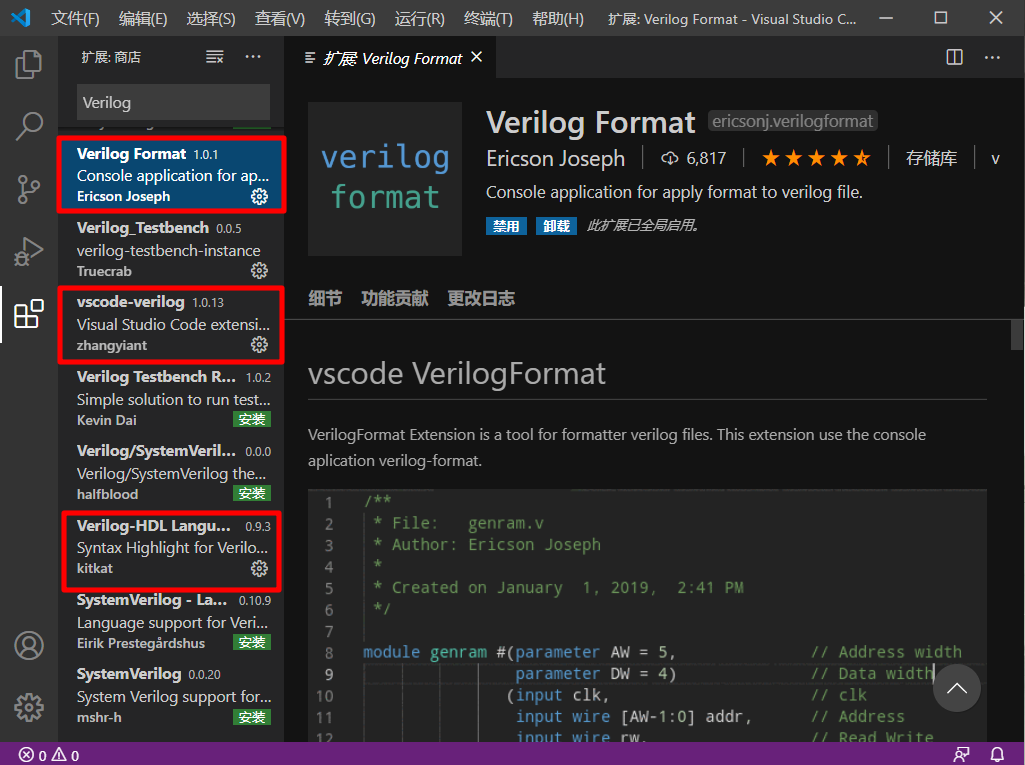 文件(F) 编辑(E) 选择(S) 查看(V) 转到(G) 运行(R) 终端(T) 帮助(H) 扩展: Verilog Format - Visual Studio C...
扩展: 商店
Verilog
Verilog Format 1.0.1
Console application for ap...
Ericson Joseph
Verilog_Testbench 0.0.5
verilog-testbench-instance
Truecrab
vscode-verilog 1.0.13
Visual Studio Code extensi...
zhangyiant
Verilog Testbench R... 1.0.2
Simple solution to run test...
Kevin Dai 安装
Verilog/SystemVeril... 0.0.0
Verilog/SystemVerilog the...
halfblood 安装
Verilog-HDL Langu... 0.9.3
Syntax Highlight for Verilo...
kitkat
SystemVerilog - La... 0.10.9
Language support for Veri...
Eirik Prestegårdshus 安装
SystemVerilog 0.0.20
System Verilog support for...
mshr-h 安装
扩展 Verilog Format
verilog
format
Verilog Format ericsonj.verilogformat
Ericson Joseph 6,817 存储库 v
Console application for apply format to verilog file.
禁用 卸载 此扩展已全局启用。
细节 功能贡献 更改日志
vscode VerilogFormat
VerilogFormat Extension is a tool for formatter verilog files. This extension use the console
aplication verilog-format.
1 /**
2 * File: genram.v
3 * Author: Ericson Joseph
4 *
5 * Created on January 1, 2019, 2:41 PM
6 */
7
8 module genram #(parameter AW = 5, // Address width
9 parameter DW = 4) // Data width
10 (input clk, // clk
11 input wire [AW-1:0] addr, // Address
12 input wire rw, // Read Write
0 0